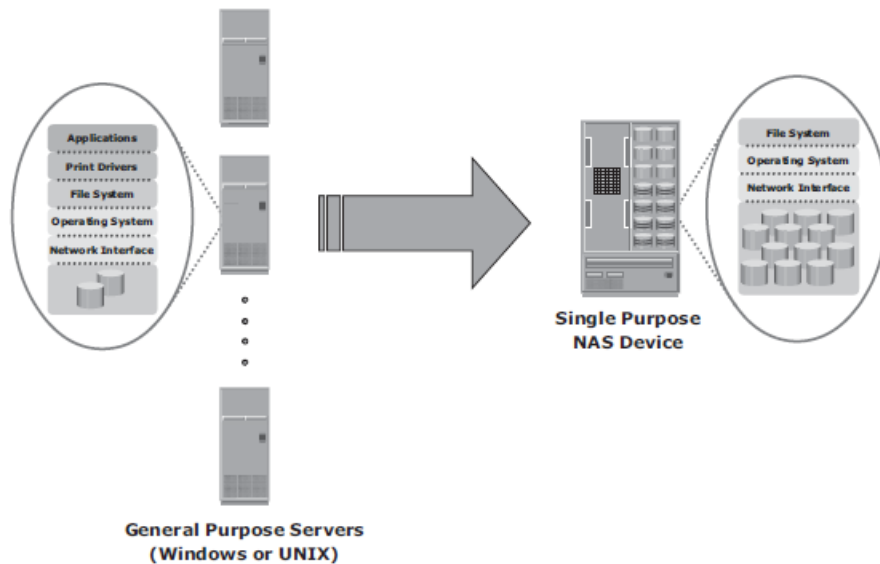 Applications
Print Drivers
File System
Operating System
Network Interface
General Purpose Servers
(Windows or UNIX)
Single Purpose
NAS Device
File System
Operating System
Network Interface